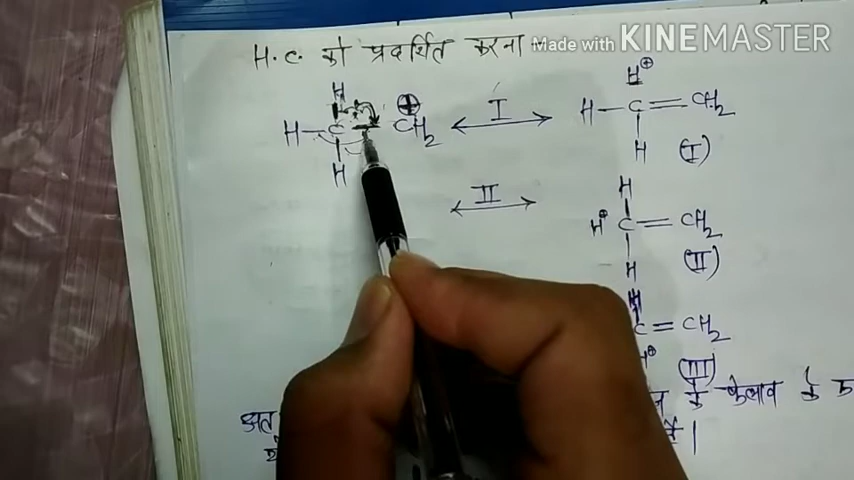 H.C. को प्रदर्शित करना
Made with KINEMASTER
H H⊕
H–C– ⊕CH2 ⟷ I H–C=CH2
H H (I)
⟷ II H
H⊕ C=CH2
H (II)
H
C=CH2
H⊕ (III)
के फैलाव के